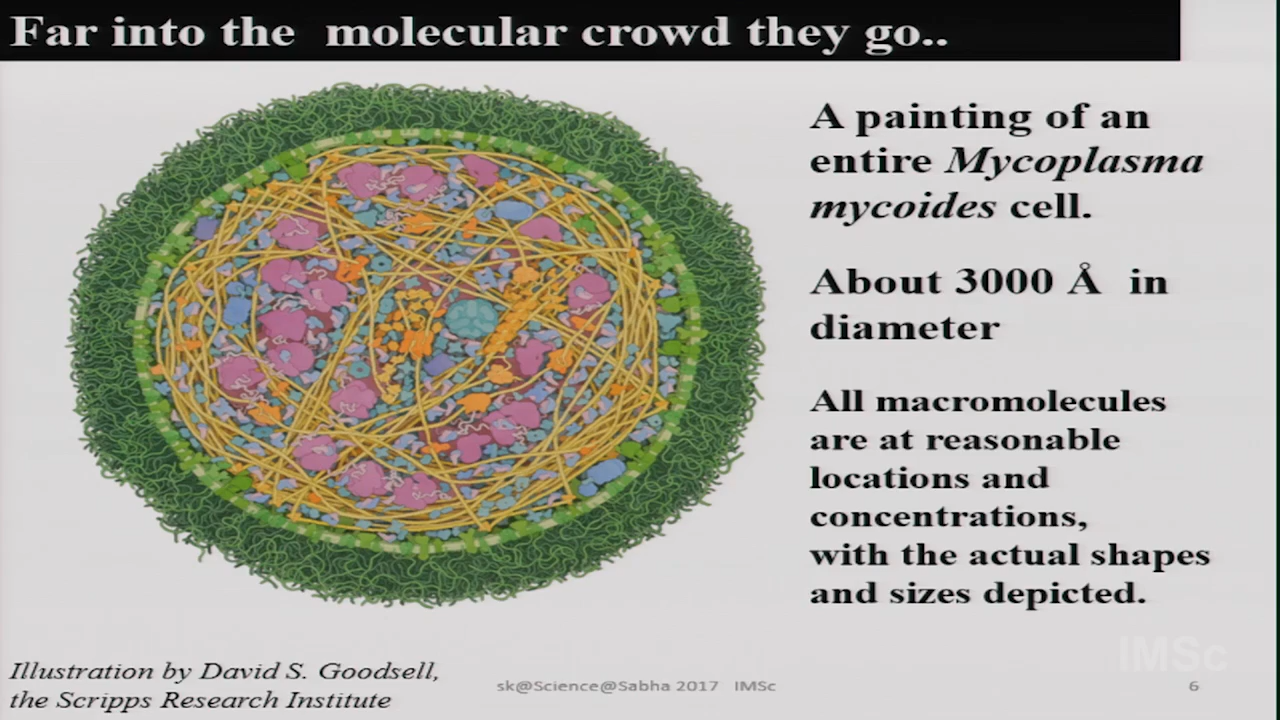 Far into the molecular crowd they go..
A painting of an
entire Mycoplasma
mycoides cell.
About 3000 Å in
diameter
All macromolecules
are at reasonable
locations and
concentrations,
with the actual shapes
and sizes depicted.
IMSc
Illustration by David S. Goodsell,
the Scripps Research Institute
sk@Science@Sabha 2017 IMSc
6